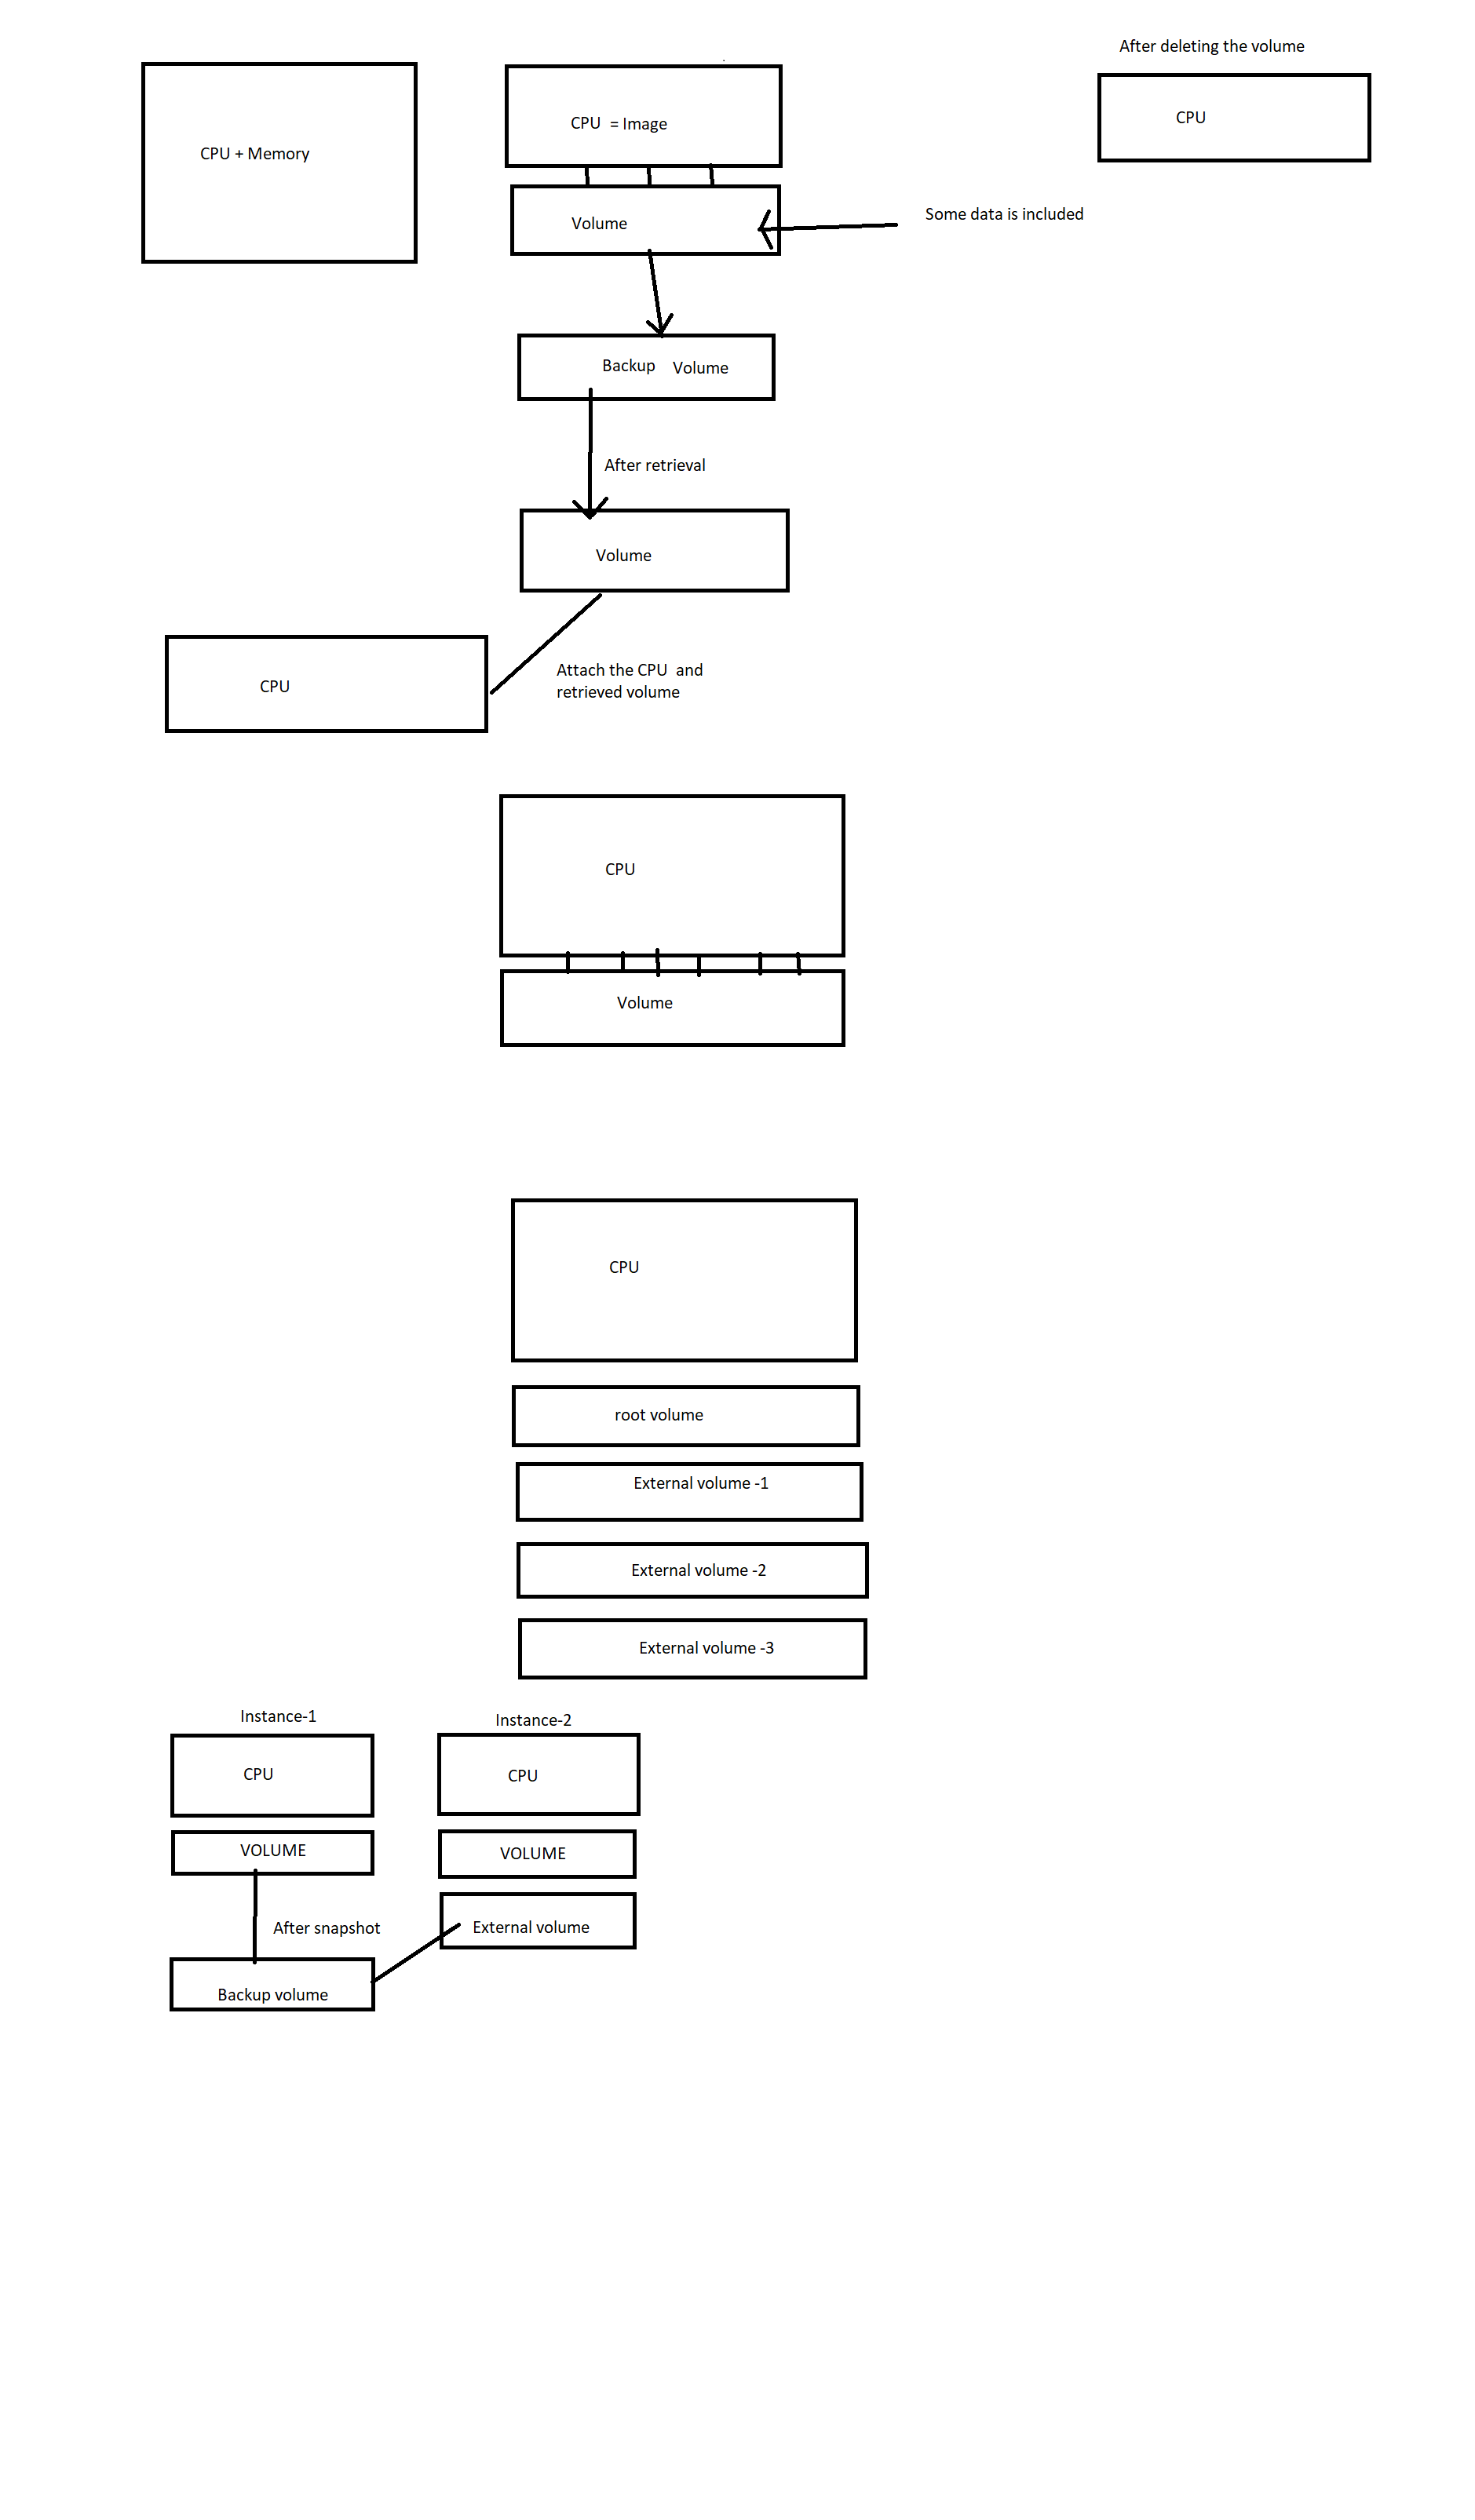 After deleting the volume
CPU + Memory
CPU = Image
CPU
Volume
Some data is included
Backup Volume
After retrieval
Volume
CPU
Attach the CPU and
retrieved volume
CPU
Volume
CPU
root volume
External volume -1
External volume -2
External volume -3
Instance-1
Instance-2
CPU
CPU
VOLUME
VOLUME
After snapshot
External volume
Backup volume